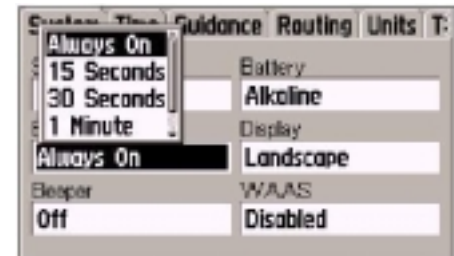 System Time Guidance Routing Units
Always On
15 Seconds
30 Seconds
1 Minute
Battery
Alkaline
Display
Always On Landscape
Beeper WAAS
Off Disabled